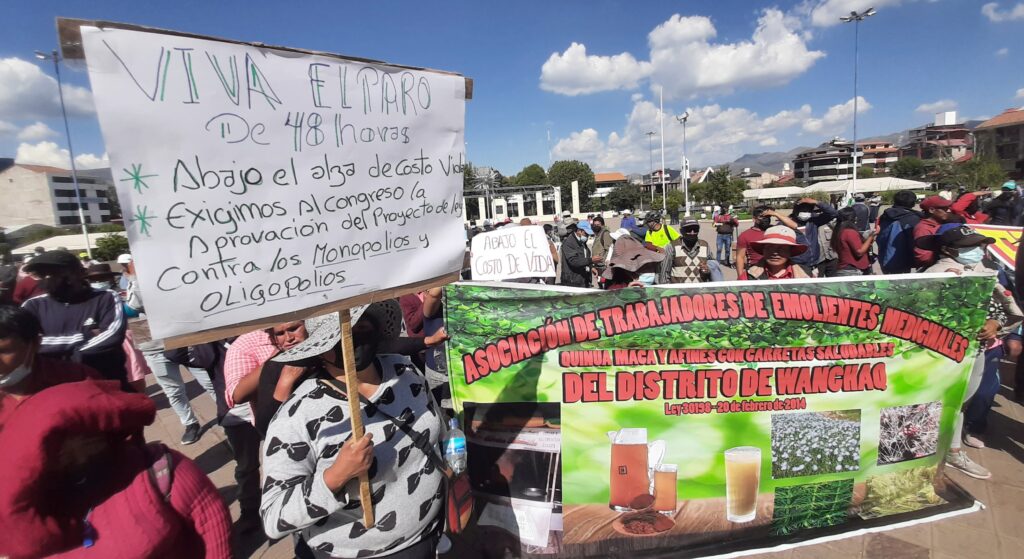 VIVA EL PARO
De 48 horas
* Abajo el alza de costo Vida
* Exigimos Al Congreso la
Aprovación del Proyecto de ley
contra los Monopolios y
OLIGOPOLIOS
ABAJO EL
COSTO DE VIDA
ASOCIACIÓN DE TRABAJADORES DE EMOLIENTES MEDICINALES
QUINUA MACA Y AFINES CON CARRETAS SALUDABLES
DEL DISTRITO DE WANCHAQ
Ley 30198 - 20 de febrero de 2014